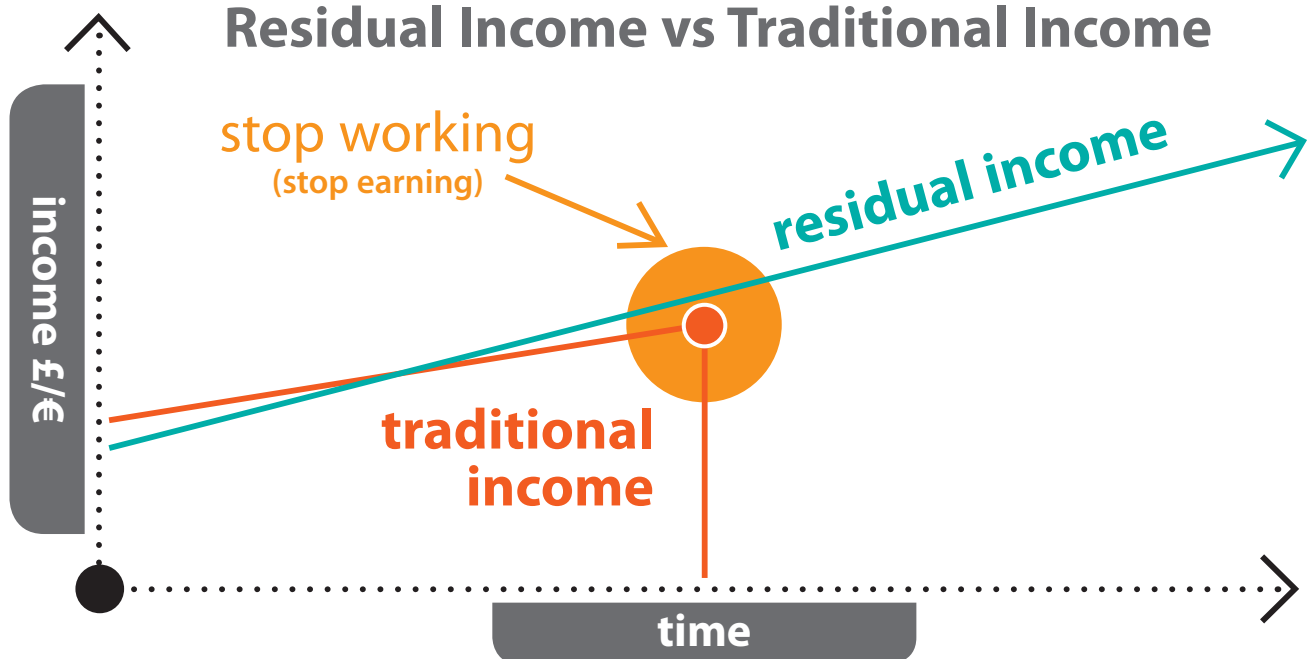 Residual Income vs Traditional Income
stop working
(stop earning)
residual income
income £/€
traditional
income
time